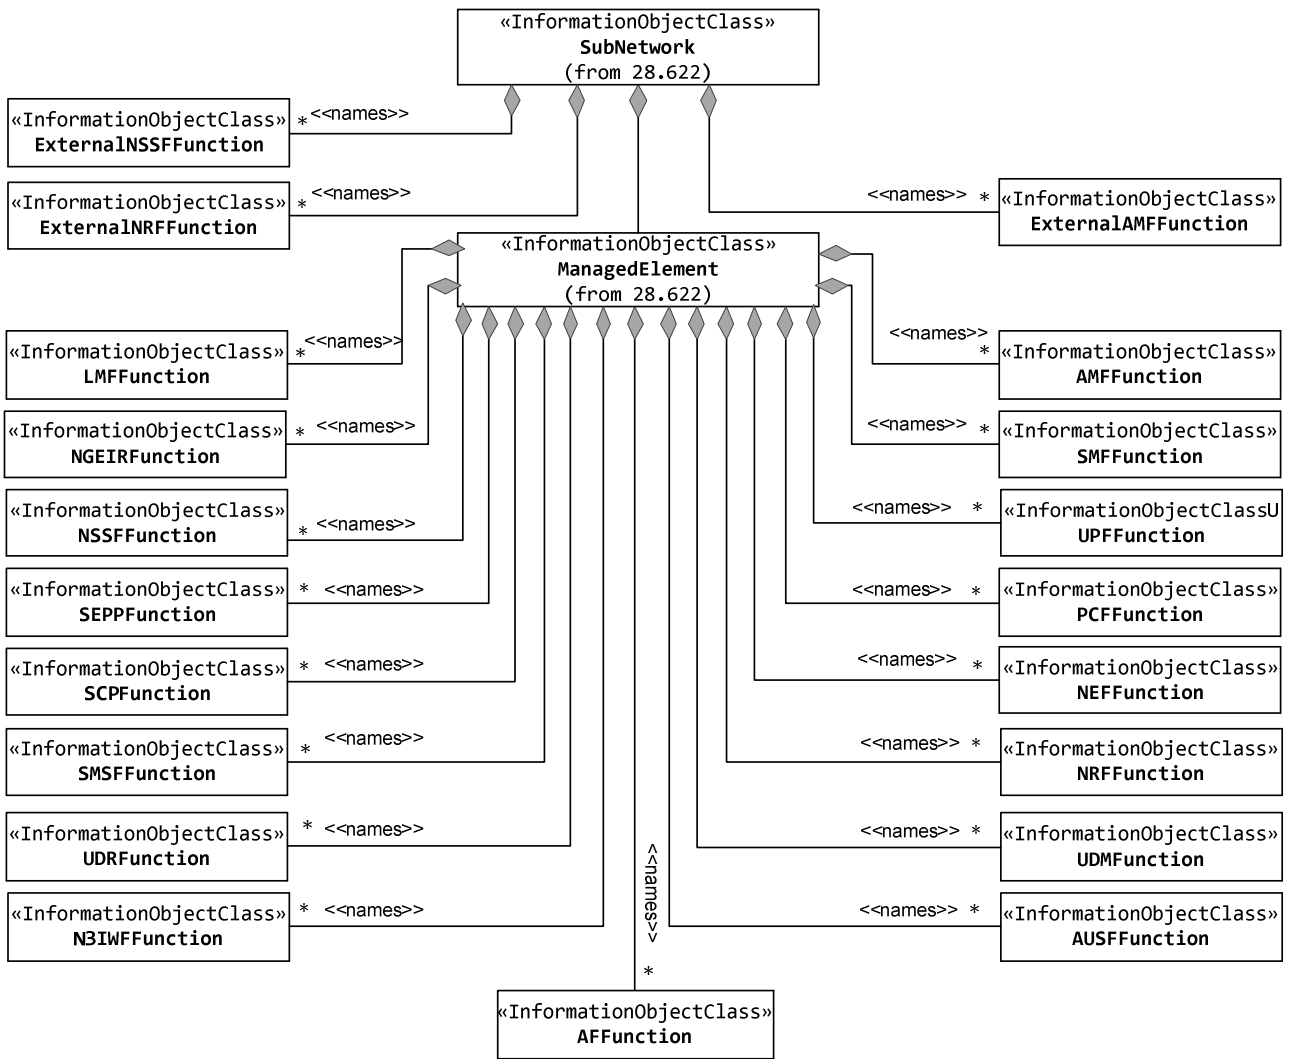 «InformationObjectClass»
SubNetwork
(from 28.622)
«InformationObjectClass»
ExternalNSSFFunction
* <<names>>
«InformationObjectClass»
ExternalNRFFunction
* <<names>>
<<names>> *
«InformationObjectClass»
ExternalAMFFunction
«InformationObjectClass»
ManagedElement
(from 28.622)
«InformationObjectClass»
LMFFunction
* <<names>>
<<names>>
*
«InformationObjectClass»
AMFFunction
«InformationObjectClass»
NGEIRFunction
* <<names>>
<<names>> *
«InformationObjectClass»
SMFFunction
«InformationObjectClass»
NSSFFunction
* <<names>>
<<names>> *
«InformationObjectClassU
UPFFunction
«InformationObjectClass»
SEPPFunction
* <<names>>
<<names>> *
«InformationObjectClass»
PCFFunction
«InformationObjectClass»
SCPFunction
* <<names>>
<<names>> *
«InformationObjectClass»
NEFFunction
«InformationObjectClass»
SMSFFunction
* <<names>>
<<names>> *
«InformationObjectClass»
NRFFunction
«InformationObjectClass»
UDRFunction
* <<names>>
<<names>> *
«InformationObjectClass»
UDMFunction
«InformationObjectClass»
N3IWFFunction
* <<names>>
<<names>> *
«InformationObjectClass»
AUSFFunction
<<names>>
*
«InformationObjectClass»
AFFunction